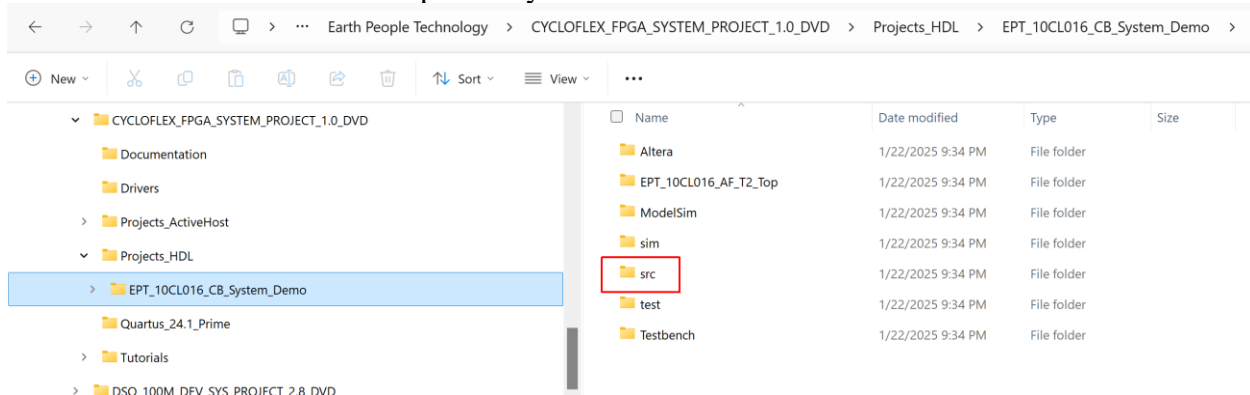 Earth People Technology > CYCLOFLEX_FPGA_SYSTEM_PROJECT_1.0_DVD > Projects_HDL > EPT_10CL016_CB_System_Demo >
New Sort View
CYCLOFLEX_FPGA_SYSTEM_PROJECT_1.0_DVD
Documentation
Drivers
Projects_ActiveHost
Projects_HDL
EPT_10CL016_CB_System_Demo
Quartus_24.1_Prime
Tutorials
DSO_100M_DEV_SYS_PROJECT_2.8_DVD
Name Date modified Type Size
Altera 1/22/2025 9:34 PM File folder
EPT_10CL016_AF_T2_Top 1/22/2025 9:34 PM File folder
ModelSim 1/22/2025 9:34 PM File folder
sim 1/22/2025 9:34 PM File folder
src 1/22/2025 9:34 PM File folder
test 1/22/2025 9:34 PM File folder
Testbench 1/22/2025 9:34 PM File folder